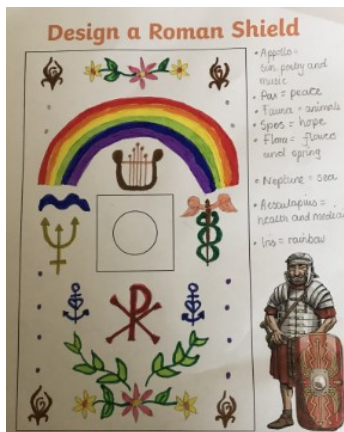 Design a Roman Shield
• Appollo =
sun, poetry and
music
• Pax = peace
• Fauna = animals
• Spes = hope
• Flora = flowers
and spring
• Neptune = sea
• Aesculapius =
health and medicine
• Iris = rainbow